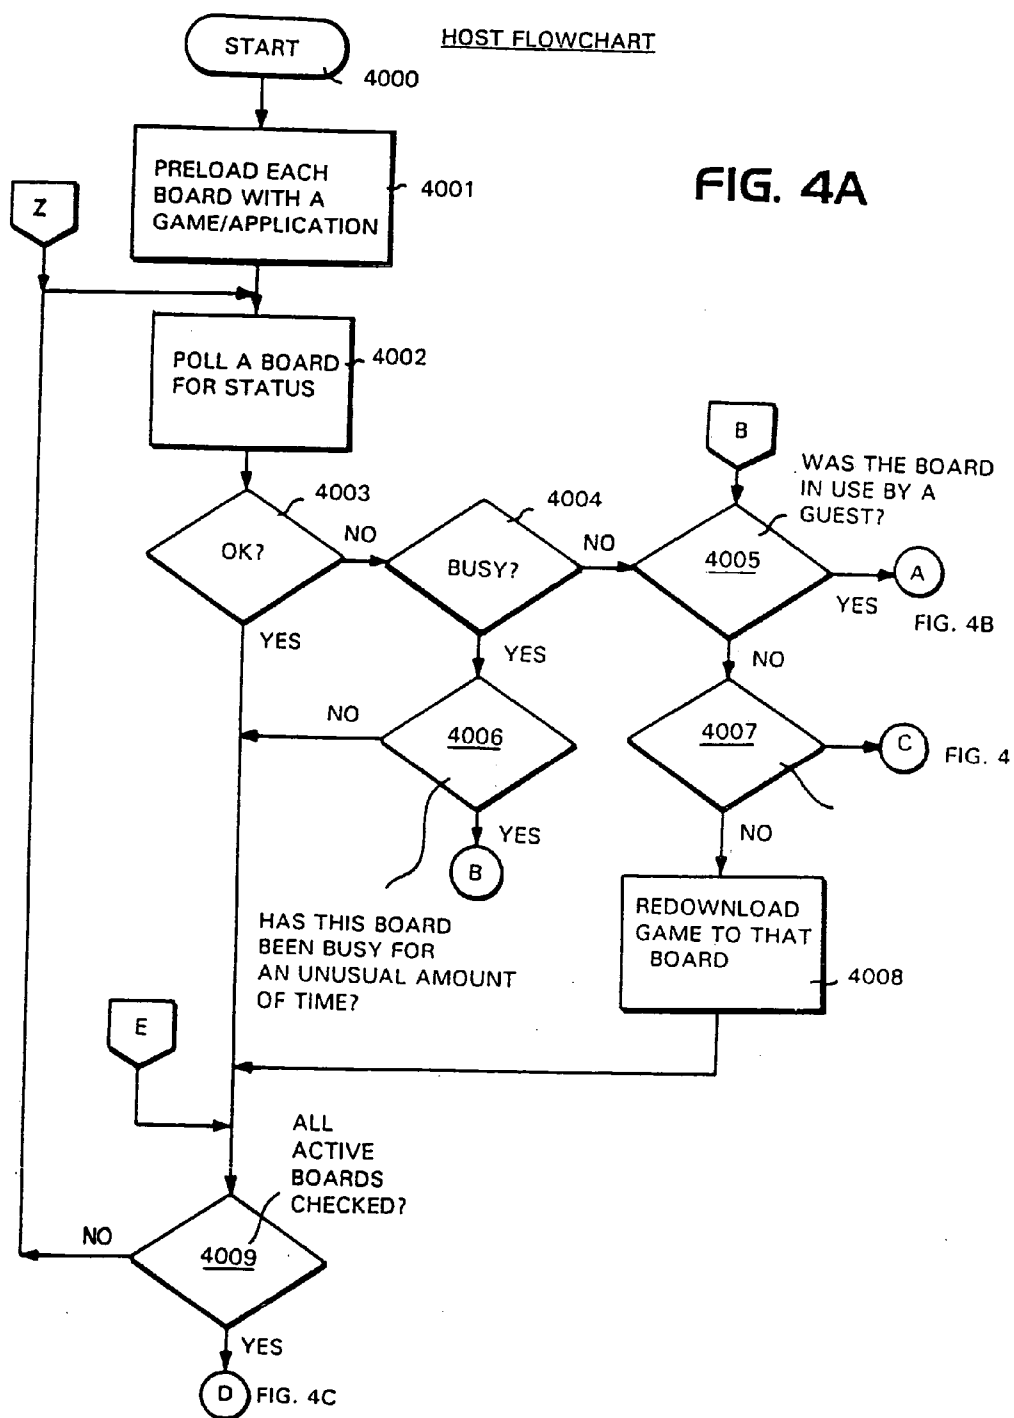 HOST FLOWCHART
START
4000
PRELOAD EACH
BOARD WITH A
GAME/APPLICATION
4001
FIG. 4A
Z
POLL A BOARD
FOR STATUS
4002
B
WAS THE BOARD
IN USE BY A
GUEST?
4003
OK?
NO
YES
4004
BUSY?
NO
YES
4005
YES
A
FIG. 4B
NO
4006
NO
YES
B
HAS THIS BOARD
BEEN BUSY FOR
AN UNUSUAL AMOUNT
OF TIME?
4007
C
FIG. 4
NO
REDOWNLOAD
GAME TO THAT
BOARD
4008
E
ALL
ACTIVE
BOARDS
CHECKED?
4009
NO
YES
D
FIG. 4C